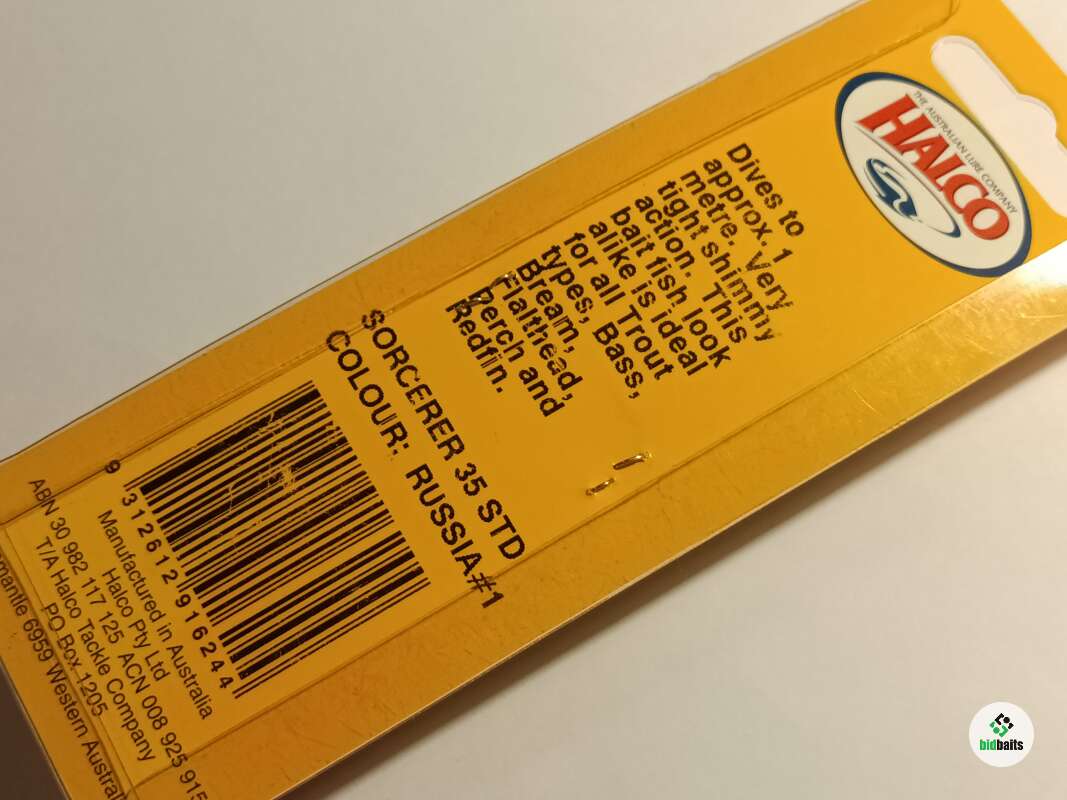 THE AUSTRALIAN LURE COMPANY
HALCO
Dives to
approx. 1
metre. Very
tight shimmy
action. This
bait fish look
alike is ideal
for all Trout
types, Bass,
Bream,
Flathead,
Perch and
Redfin.
SORCERER 35 STD
COLOUR: RUSSIA#1
9 312612 916244
Manufactured in Australia
Halco Pty Ltd
ABN 30 982 117 125 ACN 008 925 915
T/A Halco Tackle Company
PO Box 1205
6959 Western
bidbaits